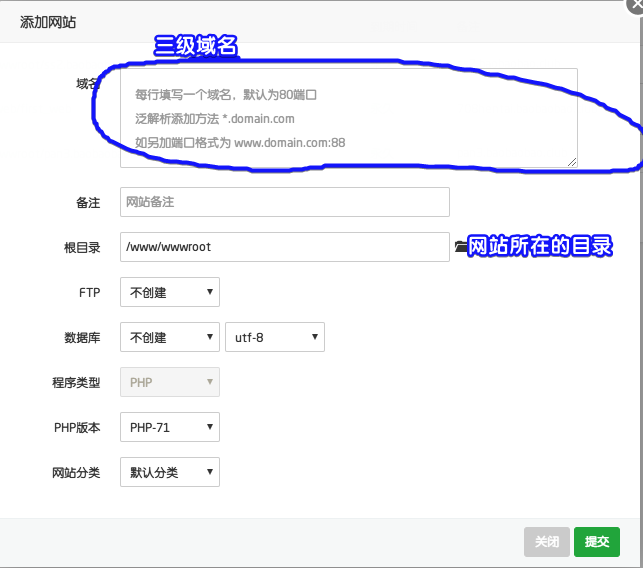 添加网站
三级域名
域名
每行填写一个域名，默认为80端口
泛解析添加方法 *.domain.com
如另加端口格式为 www.domain.com:88
备注 网站备注
根目录 /www/wwwroot 网站所在的目录
FTP 不创建
数据库 不创建 utf-8
程序类型 PHP
PHP版本 PHP-71
网站分类 默认分类
关闭 提交